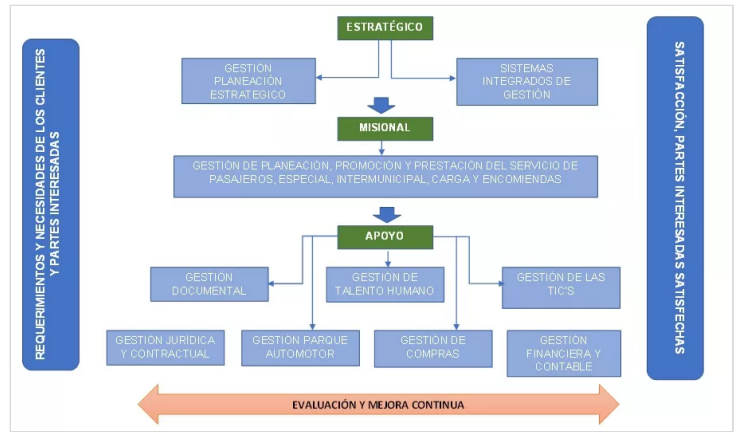 REQUERIMIENTOS Y NECESIDADES DE LOS CLIENTES
Y PARTES INTERESADAS
ESTRATÉGICO
GESTIÓN
PLANEACIÓN
ESTRATEGICO
SISTEMAS
INTEGRADOS DE
GESTIÓN
MISIONAL
GESTIÓN DE PLANEACIÓN, PROMOCIÓN Y PRESTACIÓN DEL SERVICIO DE
PASAJEROS, ESPECIAL, INTERMUNICIPAL, CARGA Y ENCOMIENDAS
APOYO
GESTIÓN
DOCUMENTAL
GESTIÓN DE
TALENTO HUMANO
GESTIÓN DE LAS
TIC'S
GESTIÓN JURÍDICA
Y CONTRACTUAL
GESTIÓN PARQUE
AUTOMOTOR
GESTIÓN DE
COMPRAS
GESTIÓN
FINANCIERA Y
CONTABLE
SATISFACCIÓN, PARTES INTERESADAS SATISFECHAS
EVALUACIÓN Y MEJORA CONTINUA